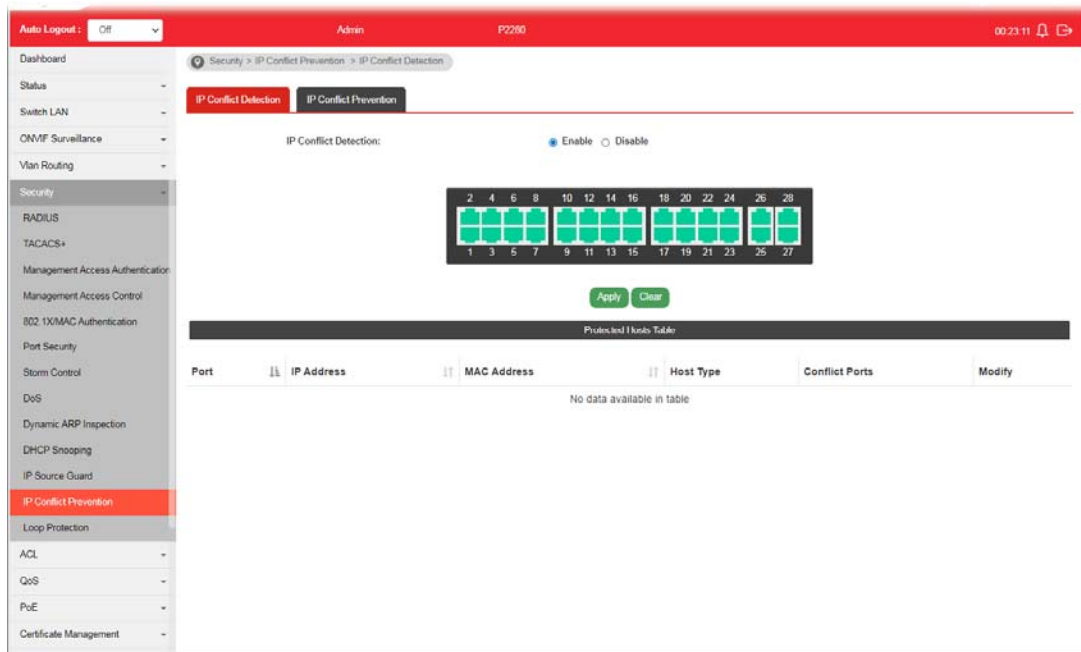 Auto Logout : Off Admin P2280 00:23:11
Dashboard
Status
Switch LAN
ONVIF Surveillance
Vlan Routing
Security
RADIUS
TACACS+
Management Access Authentication
Management Access Control
802.1X/MAC Authentication
Port Security
Storm Control
DoS
Dynamic ARP Inspection
DHCP Snooping
IP Source Guard
IP Conflict Prevention
Loop Protection
ACL
QoS
PoE
Certificate Management
Security > IP Conflict Prevention > IP Conflict Detection
IP Conflict Detection IP Conflict Prevention
IP Conflict Detection: Enable Disable
2 4 6 8 10 12 14 16 18 20 22 24 26 28
1 3 5 7 9 11 13 15 17 19 21 23 25 27
Apply Clear
Protected Hosts Table
Port IP Address MAC Address Host Type Conflict Ports Modify
No data available in table